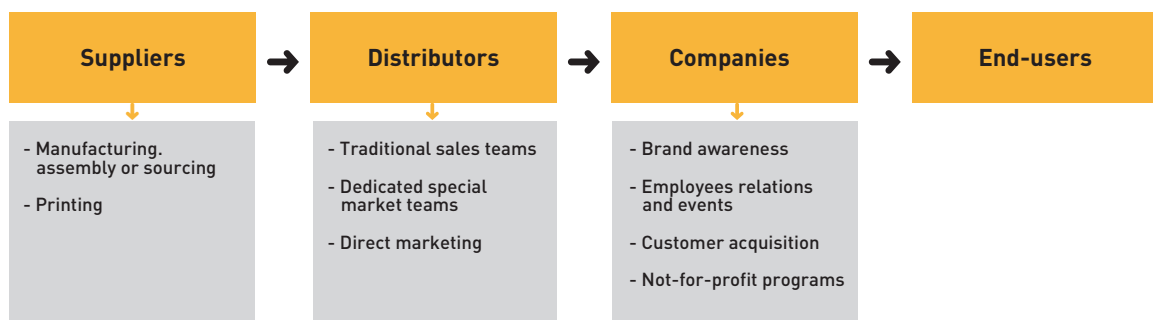 Suppliers
Distributors
Companies
End-users
- Manufacturing.
assembly or sourcing
- Printing
- Traditional sales teams
- Dedicated special
market teams
- Direct marketing
- Brand awareness
- Employees relations
and events
- Customer acquisition
- Not-for-profit programs